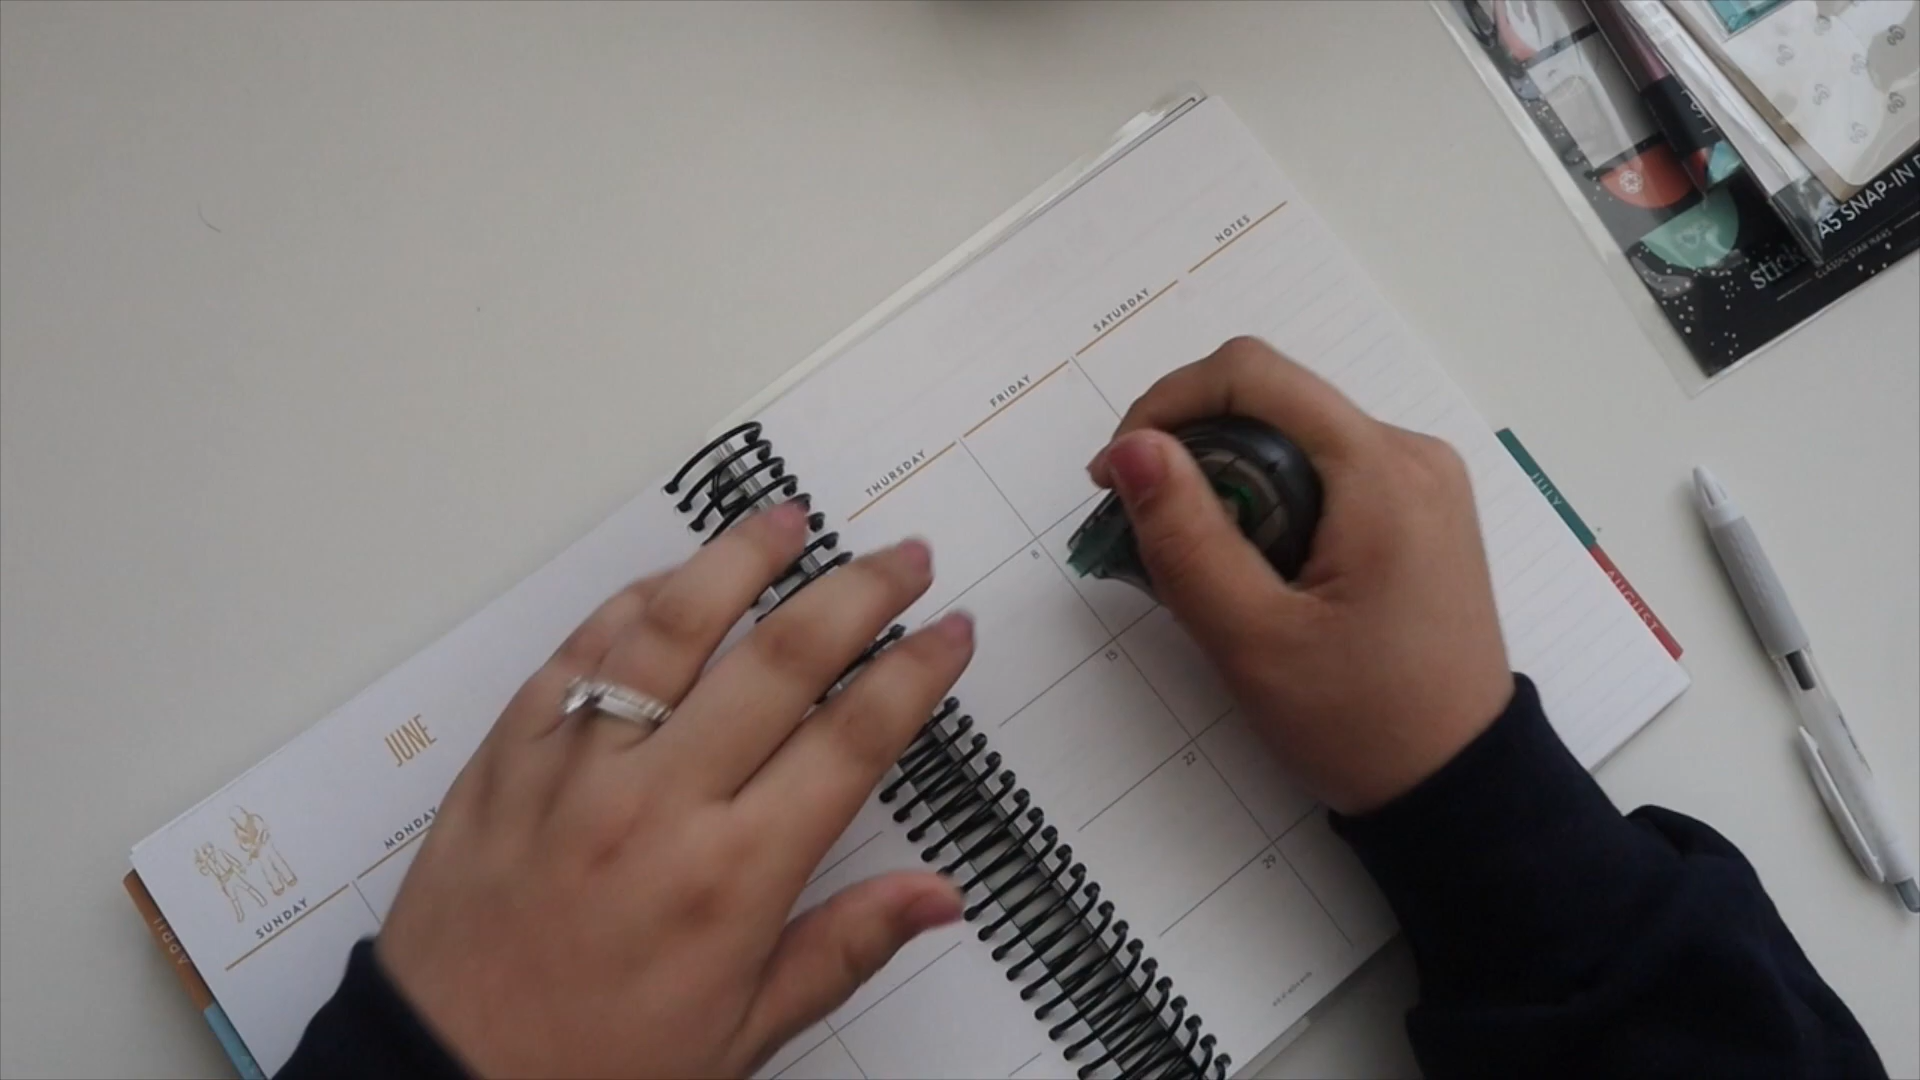 JUNE
SUNDAY
MONDAY
THURSDAY
FRIDAY
SATURDAY
NOTES
8
15
22
29
APRIL
JULY
AUGUST
A5 SNAP-IN
CLASSIC STAR WARS